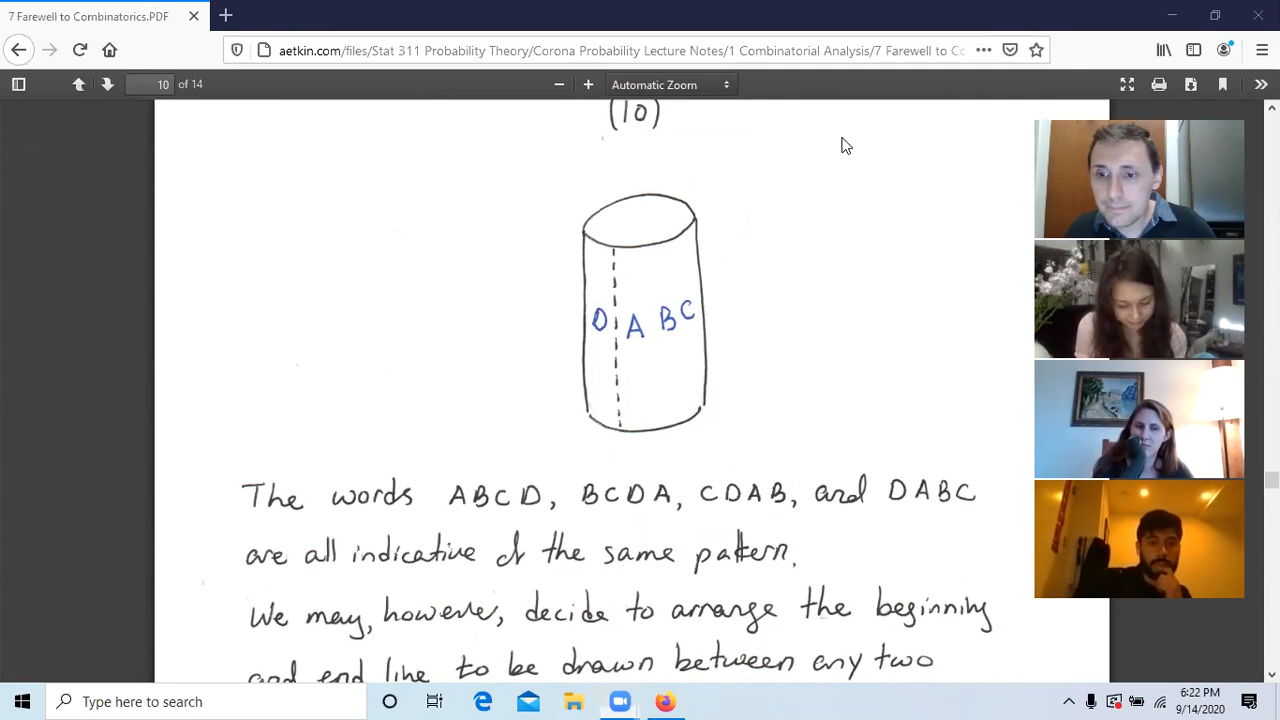 7 Farewell to Combinatorics.PDF
aetkin.com/files/Stat 311 Probability Theory/Corona Probability Lecture Notes/1 Combinatorial Analysis/7 Farewell to Co
10 of 14
Automatic Zoom
(10)
D A B C
The words ABCD, BCDA, CDAB, and DABC
are all indicative of the same pattern.
We may, however, decide to arrange the beginning
and end line to be drawn between any two
Type here to search
6:22 PM
9/14/2020